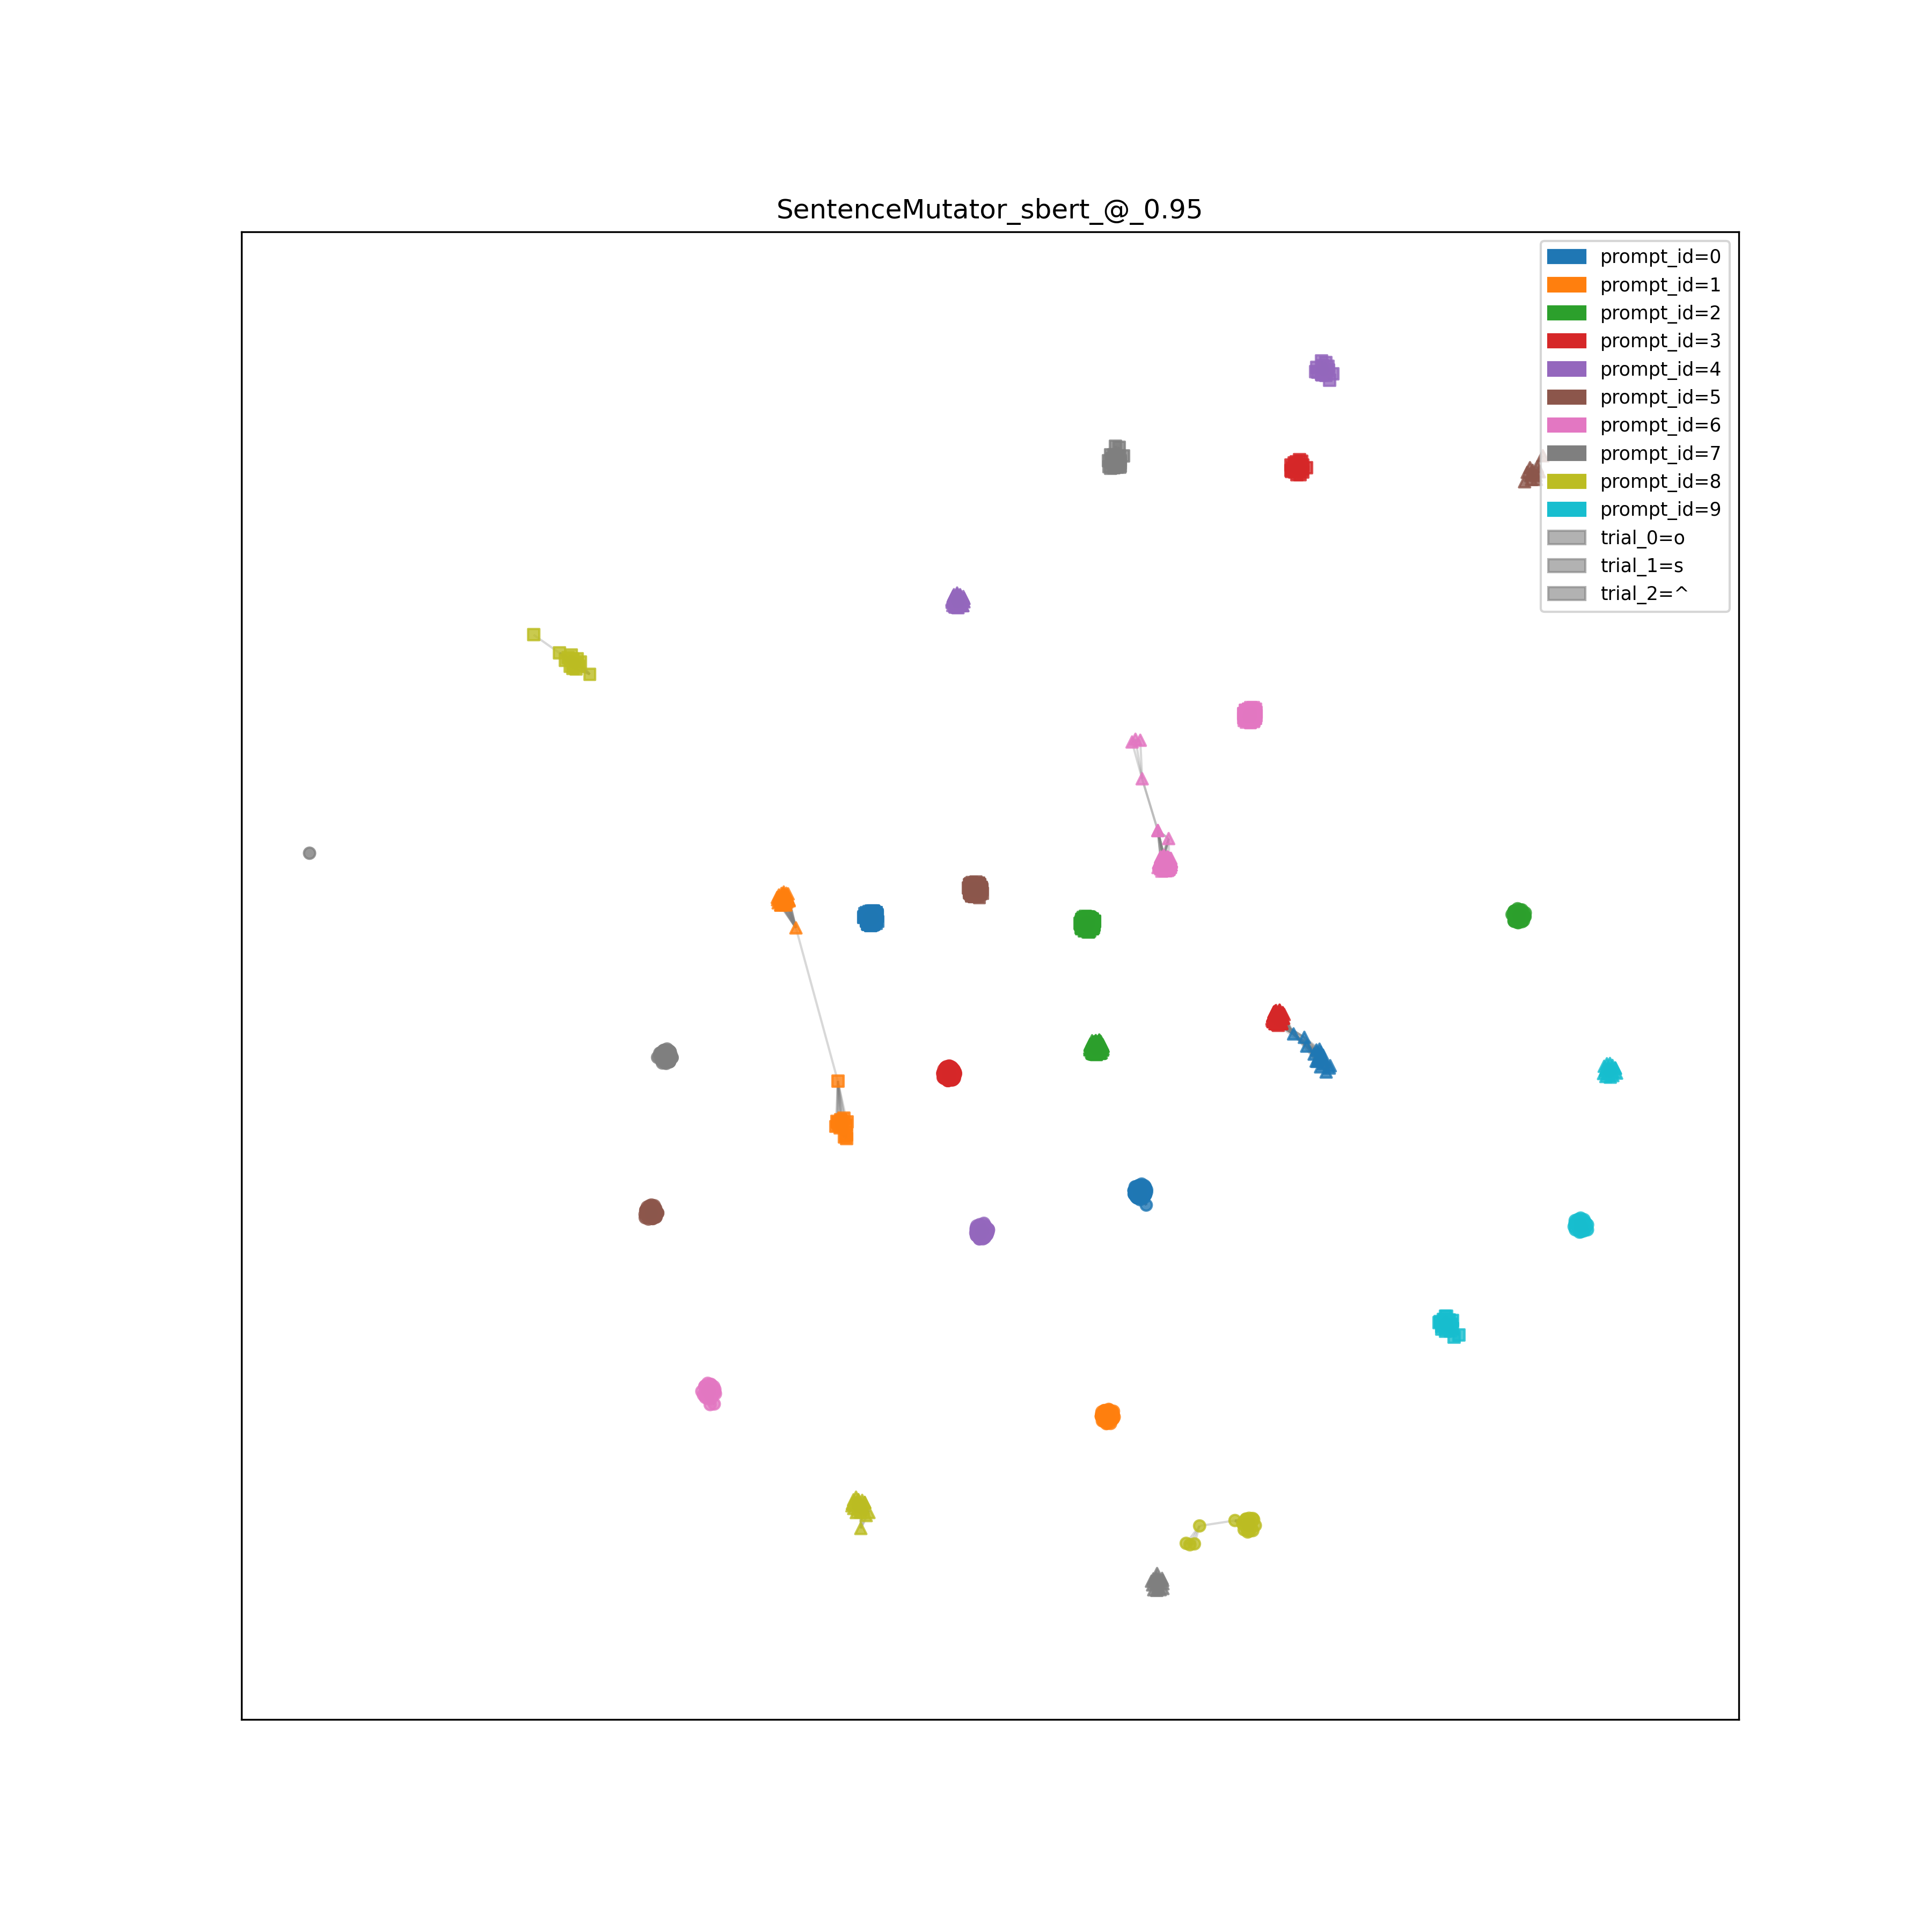 SentenceMutator_sbert_@_0.95
prompt_id=0
prompt_id=1
prompt_id=2
prompt_id=3
prompt_id=4
prompt_id=5
prompt_id=6
prompt_id=7
prompt_id=8
prompt_id=9
trial_0=o
trial_1=s
trial_2=^